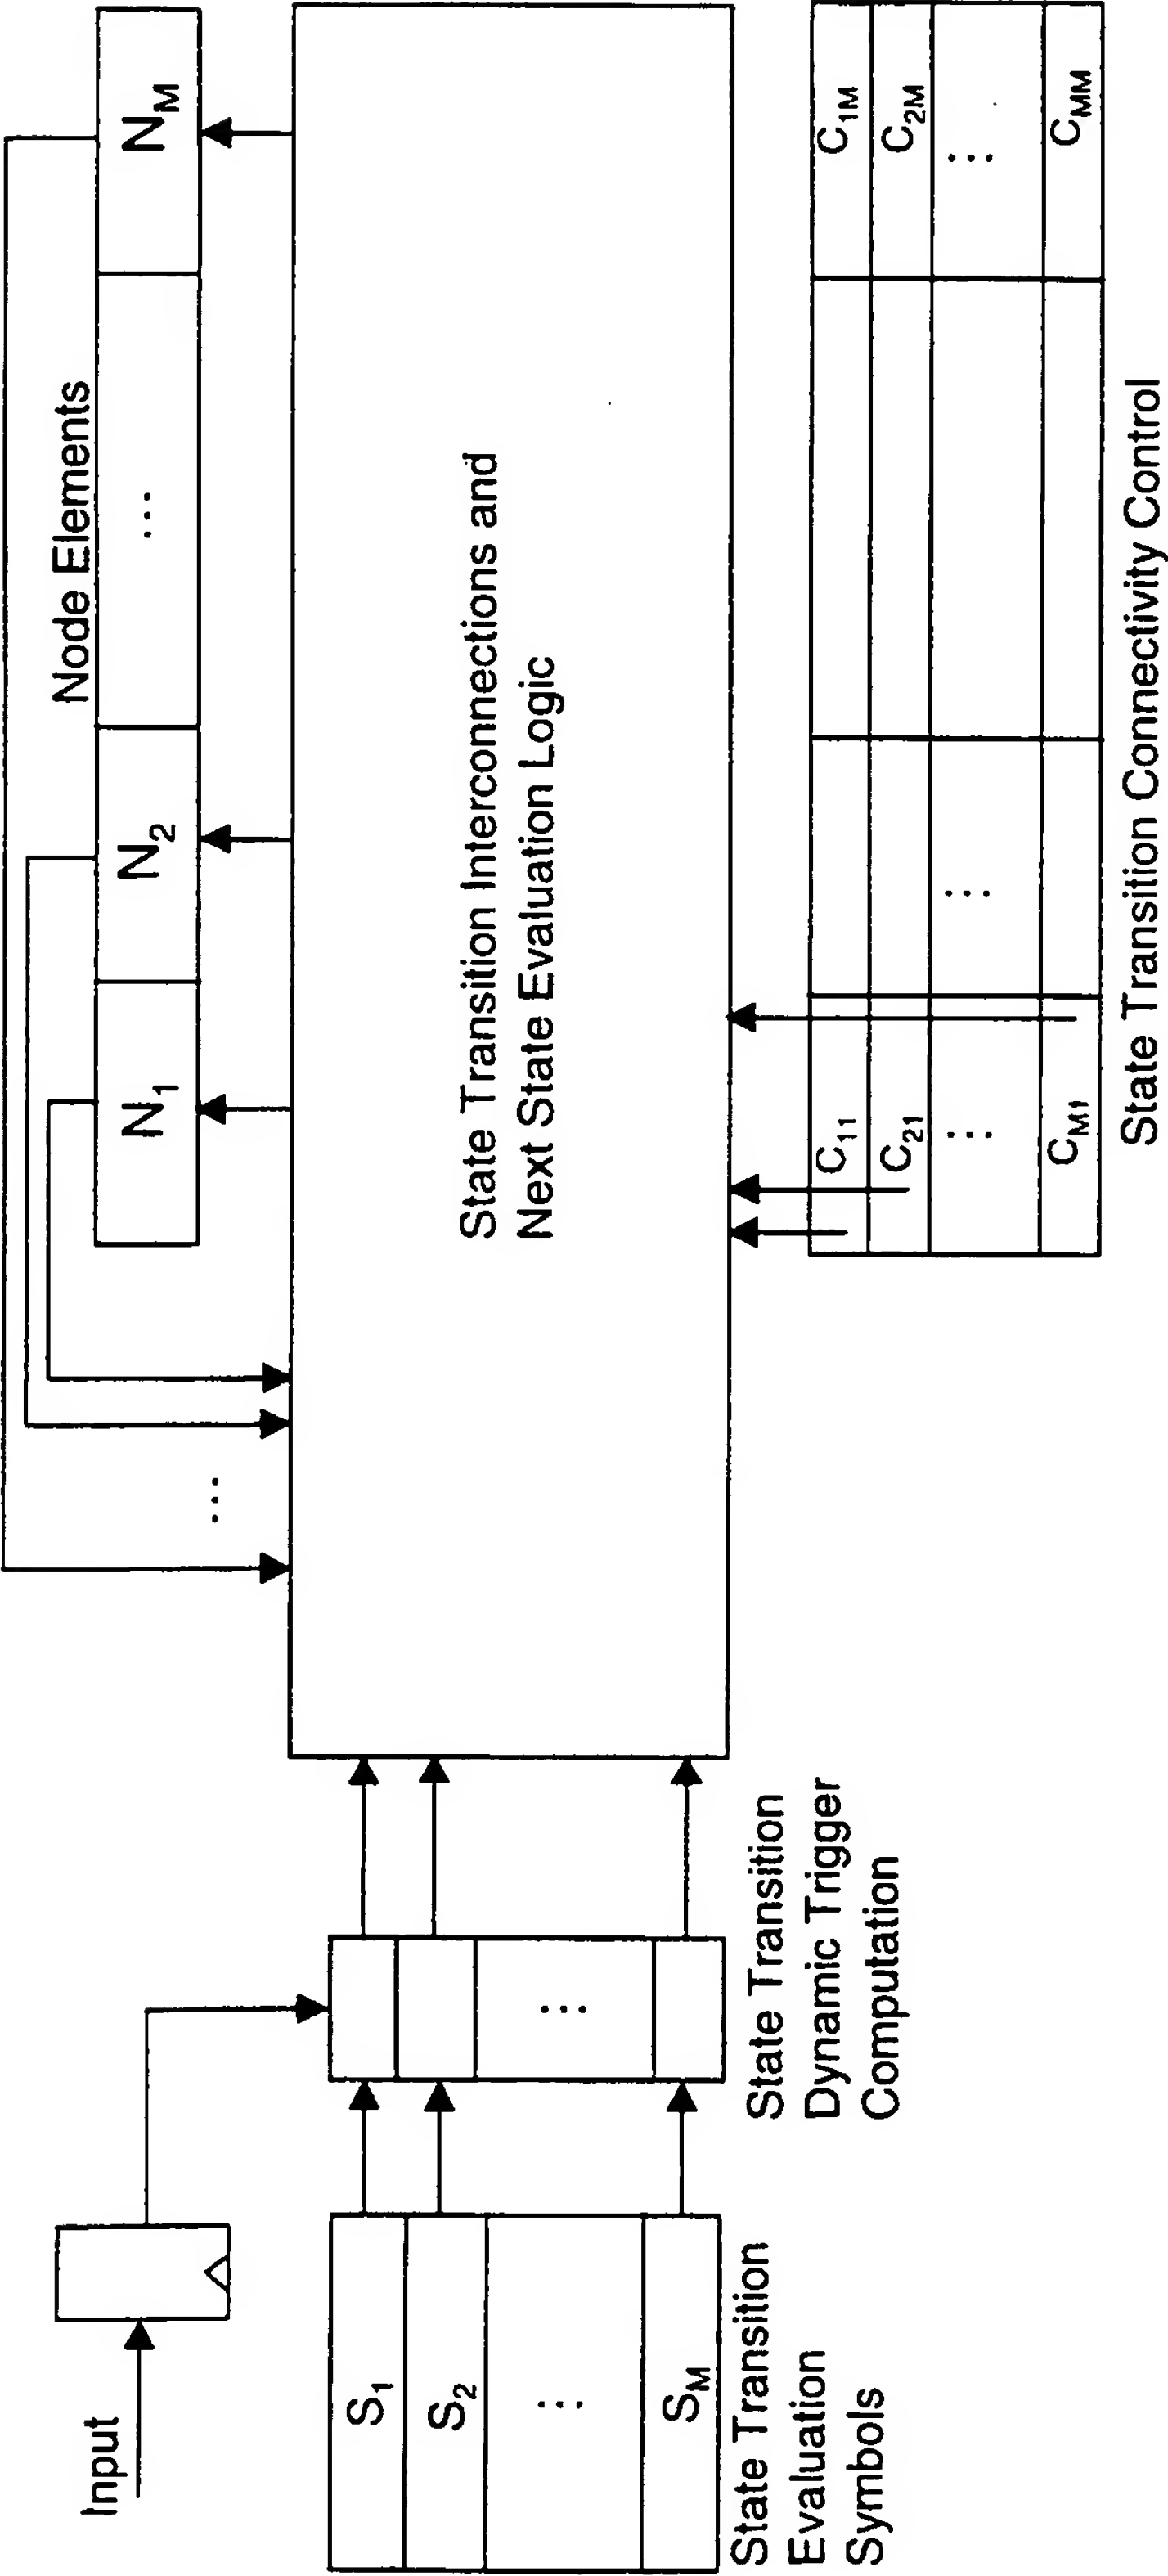 Node Elements
N1
N2
...
NM
Input
State Transition Interconnections and
Next State Evaluation Logic
S1
S2
...
SM
State Transition
Evaluation
Symbols
...
State Transition
Dynamic Trigger
Computation
...
C11
C1M
C21
C2M
...
...
...
CM1
CMM
State Transition Connectivity Control